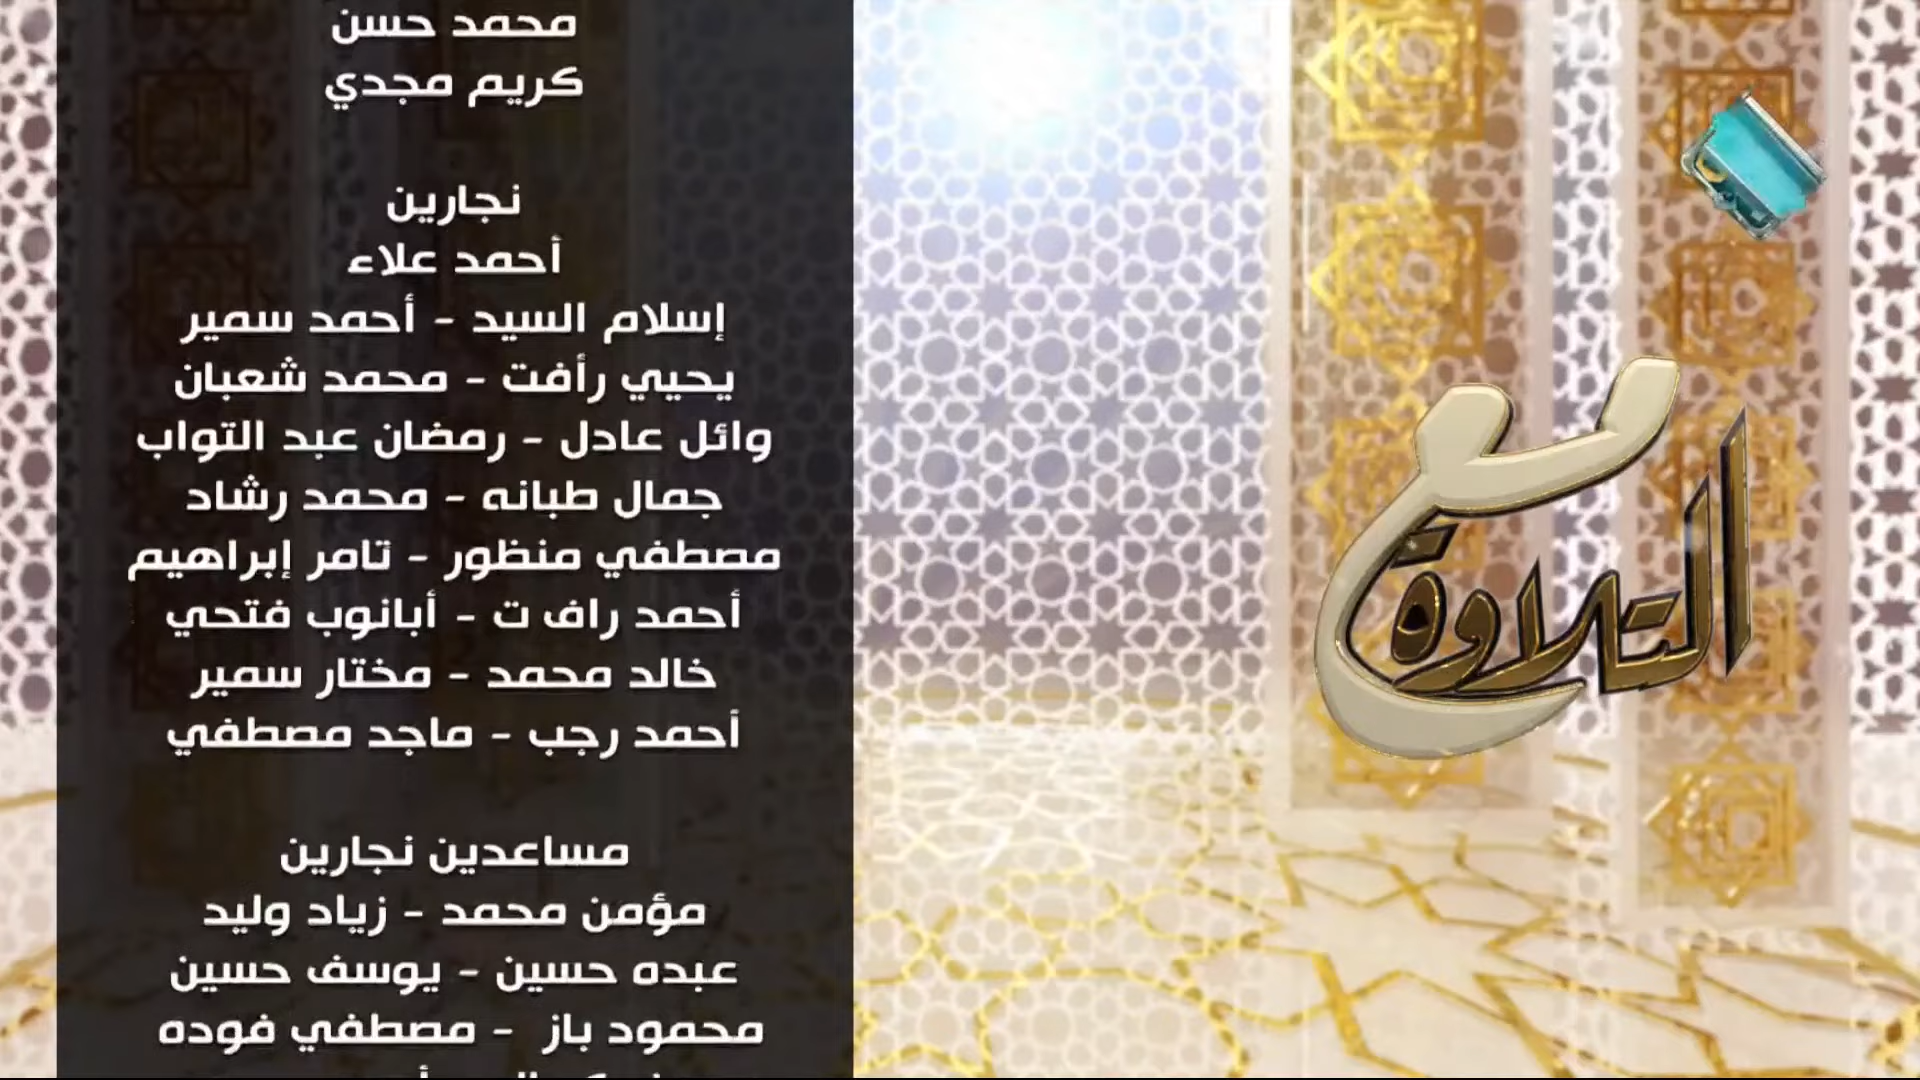 محمد حسن
كريم مجدي
نجارين
أحمد علاء
إسلام السيد - أحمد سمير
يحيي رأفت - محمد شعبان
وائل عادل - رمضان عبد التواب
جمال طبانه - محمد رشاد
مصطفي منظور - تامر إبراهيم
أحمد راف ت - أبانوب فتحي
خالد محمد - مختار سمير
أحمد رجب - ماجد مصطفي
مساعدين نجارين
مؤمن محمد - زياد وليد
عبده حسين - يوسف حسين
محمود باز - مصطفي فوده
التلاوة